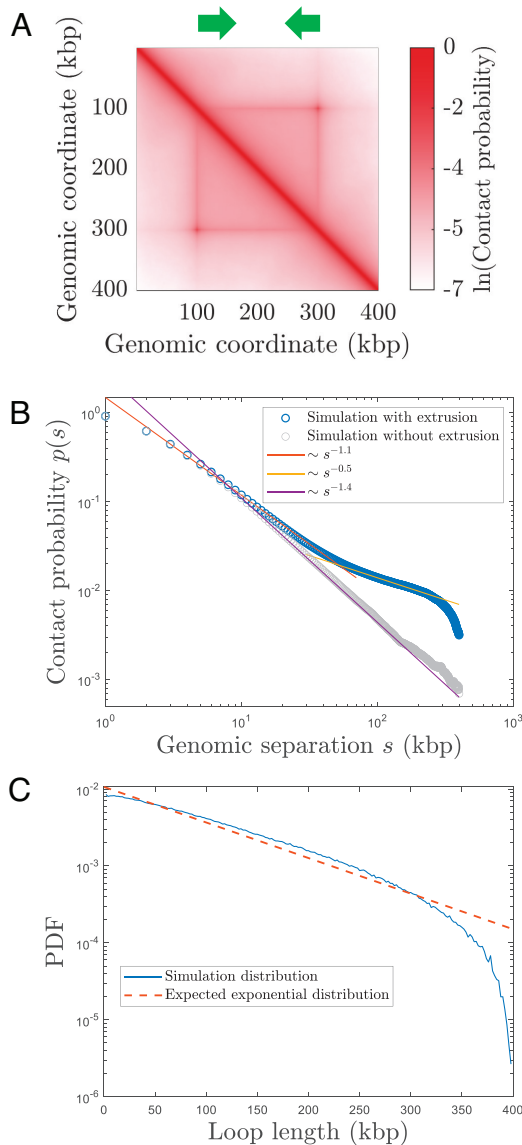 A
Genomic coordinate (kbp)
100
200
300
400
100 200 300 400
Genomic coordinate (kbp)
0
-2
-4
-5
-7
ln(Contact probability)
B
Contact probability p(s)
10^0
10^-1
10^-2
10^-3
Simulation with extrusion
Simulation without extrusion
~ s^-1.1
~ s^-0.5
~ s^-1.4
10^0 10^1 10^2 10^3
Genomic separation s (kbp)
C
PDF
10^-2
10^-3
10^-4
10^-5
10^-6
Simulation distribution
Expected exponential distribution
0 50 100 150 200 250 300 350 400
Loop length (kbp)